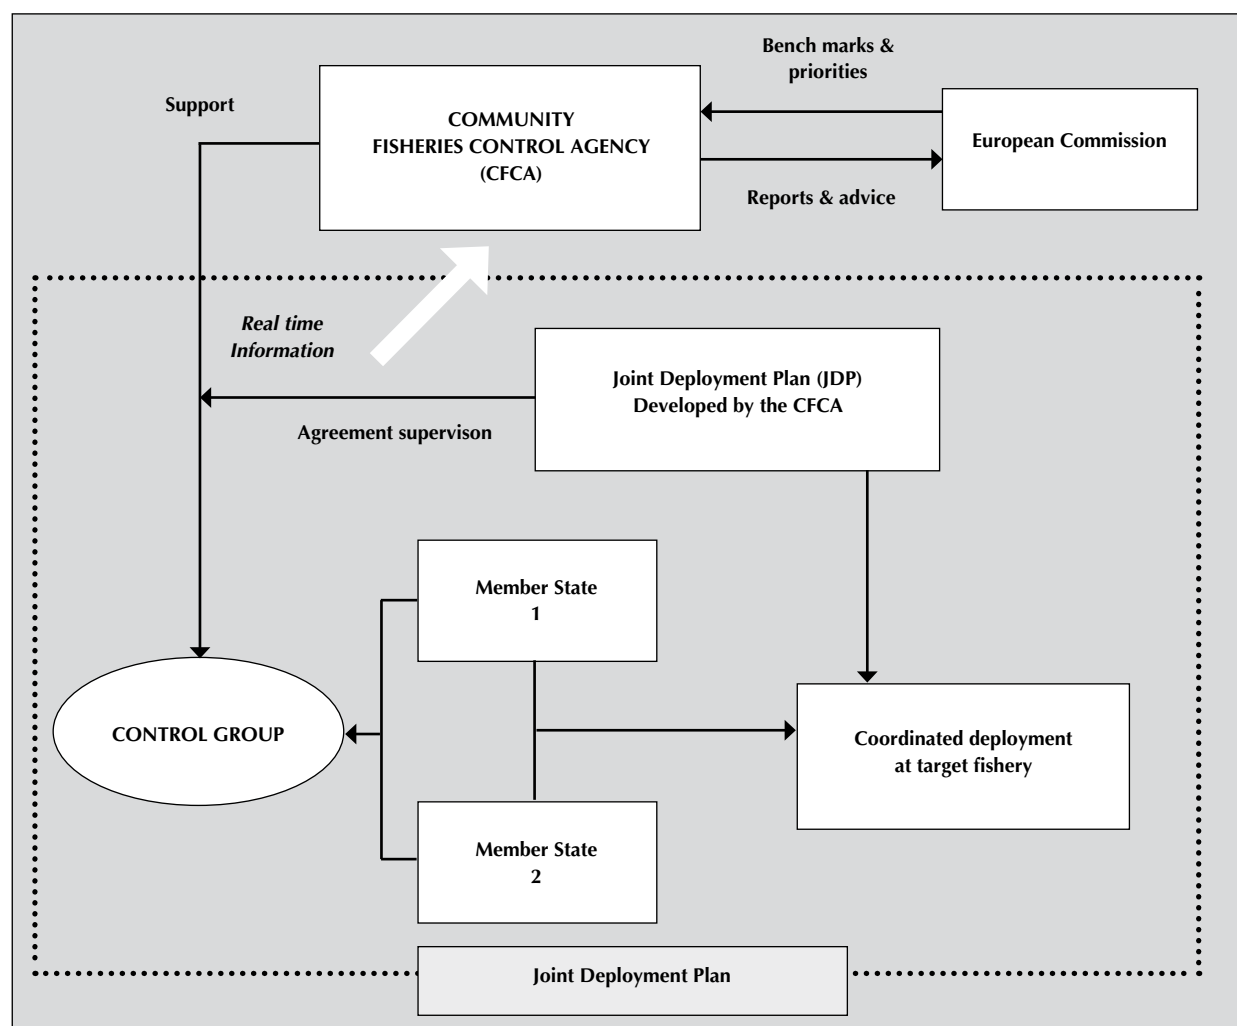 Bench marks &
priorities
Support
COMMUNITY
FISHERIES CONTROL AGENCY
(CFCA)
European Commission
Reports & advice
Real time
Information
Joint Deployment Plan (JDP)
Developed by the CFCA
Agreement supervison
Member State
1
CONTROL GROUP
Coordinated deployment
at target fishery
Member State
2
Joint Deployment Plan